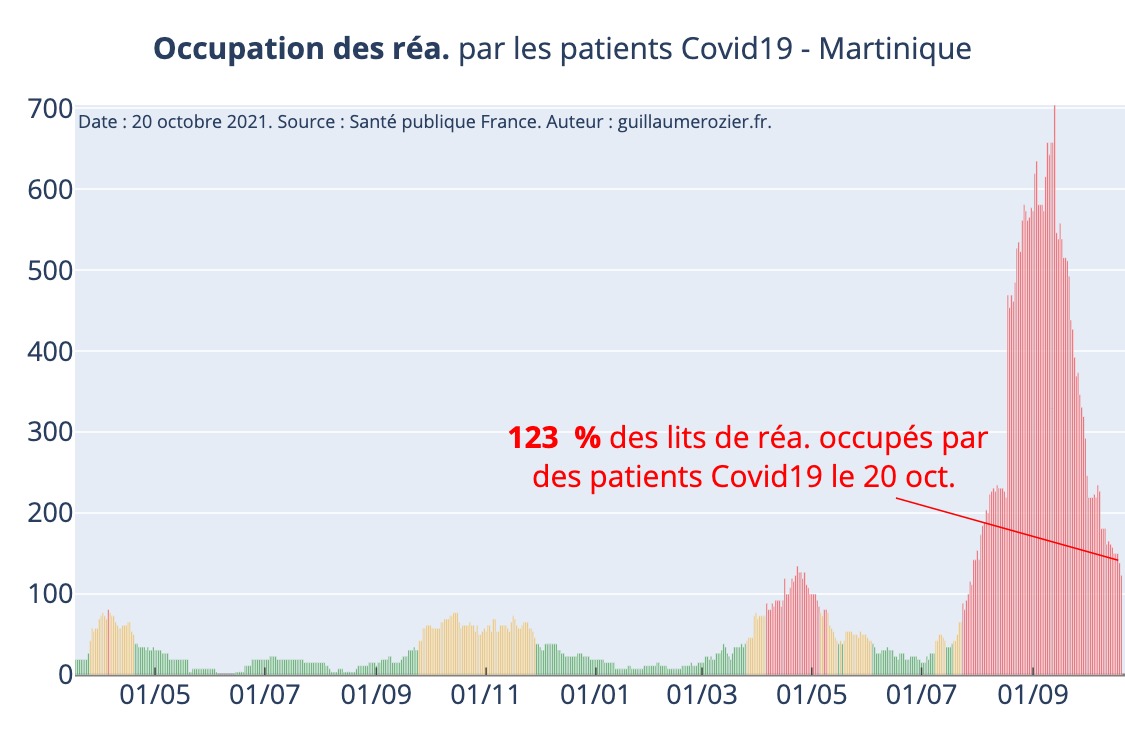 Occupation des réa. par les patients Covid19 - Martinique
700
Date : 20 octobre 2021. Source : Santé publique France. Auteur : guillaumerozier.fr.
600
500
400
300
123 % des lits de réa. occupés par
des patients Covid19 le 20 oct.
200
100
0
01/05 01/07 01/09 01/11 01/01 01/03 01/05 01/07 01/09